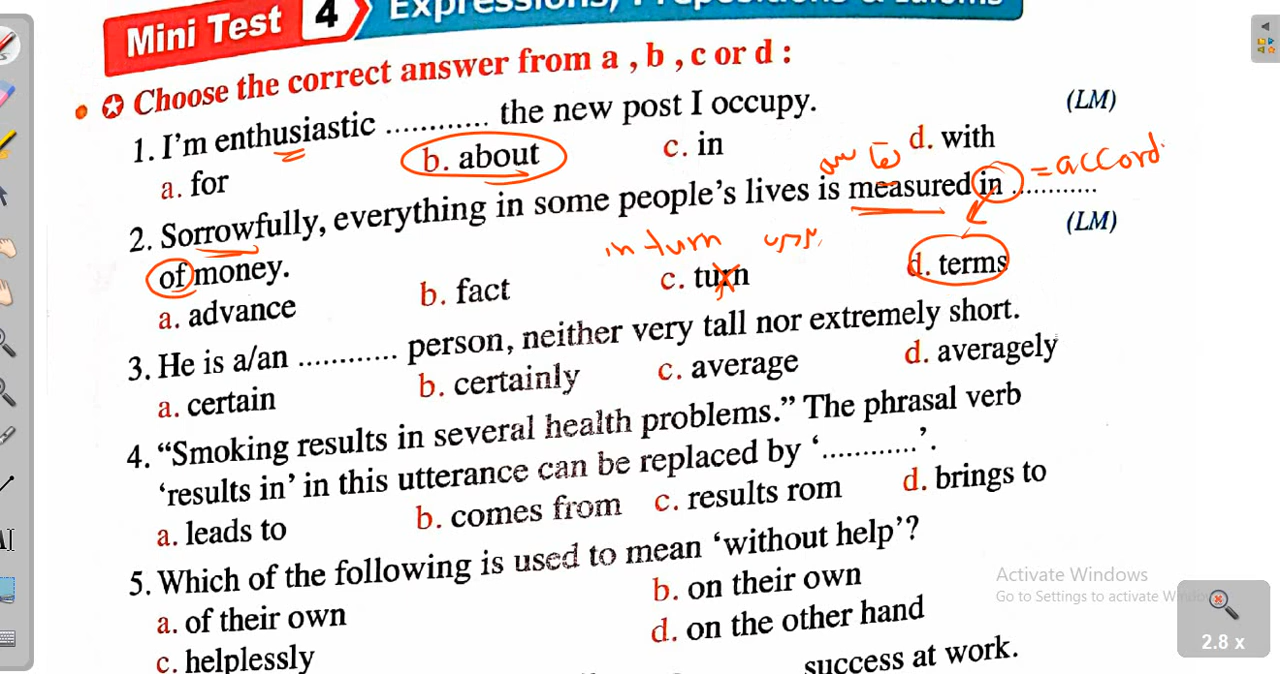 Mini Test 4 Expressions, Prepositions & Idioms
Choose the correct answer from a , b , c or d :
1. I'm enthusiastic ............ the new post I occupy. (LM)
a. for b. about c. in d. with
2. Sorrowfully, everything in some people's lives is measured in ............ = accord.
of money. (LM)
in turn
a. advance b. fact c. turn d. terms
3. He is a/an ............ person, neither very tall nor extremely short.
a. certain b. certainly c. average d. averagely
4. “Smoking results in several health problems.” The phrasal verb
‘results in’ in this utterance can be replaced by ‘............’.
a. leads to b. comes from c. results rom d. brings to
5. Which of the following is used to mean ‘without help’?
a. of their own b. on their own
c. helplessly d. on the other hand
success at work.
Activate Windows
Go to Settings to activate
2.8 x